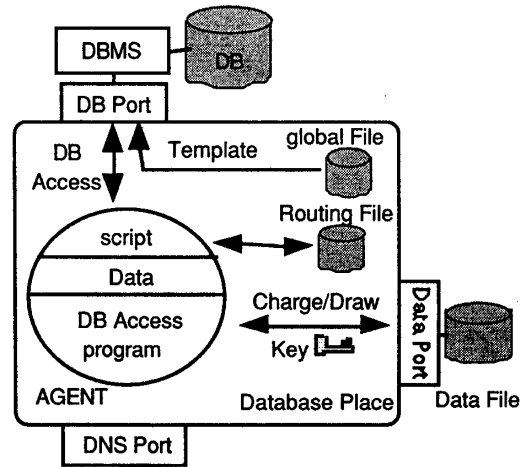 DBMS
DB
DB Port
DB
Access
Template
global File
Routing File
script
Data
DB Access
program
Charge/Draw
Key
Data Port
AGENT
Database Place
Data File
DNS Port